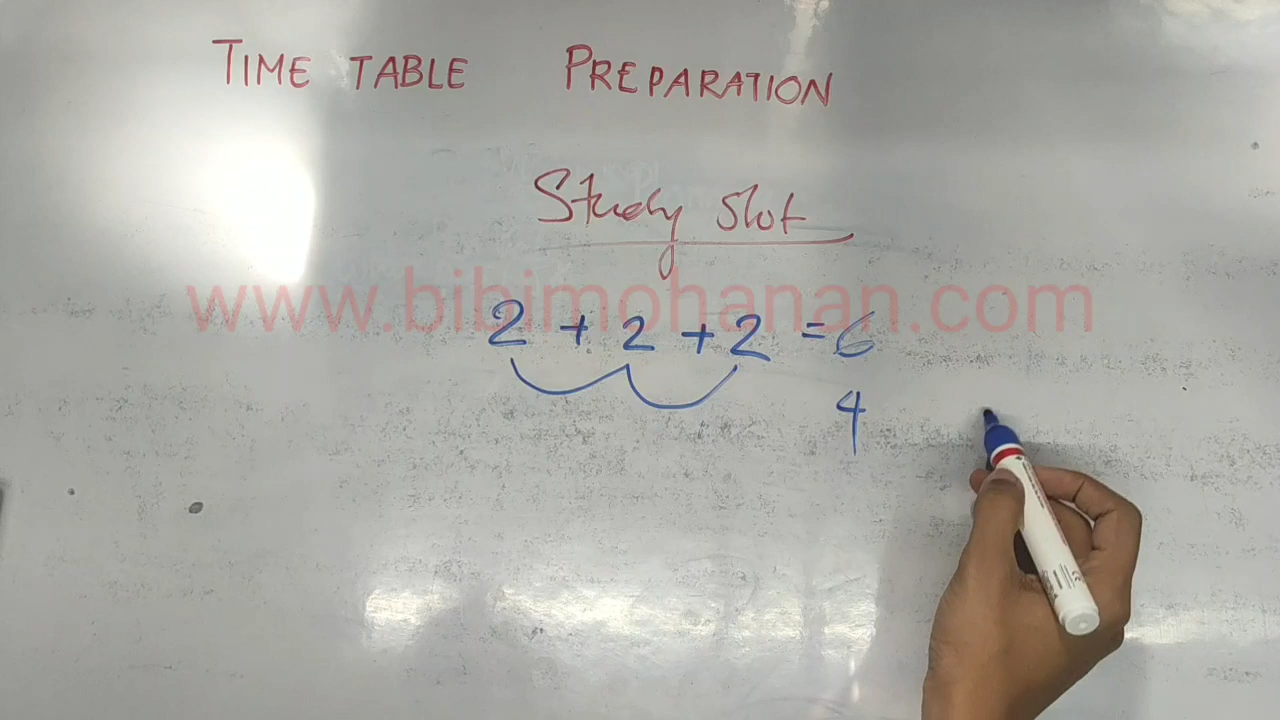 TIME TABLE PREPARATION
Study Slot
www.bibimohanan.com
2 + 2 + 2 = 6
4